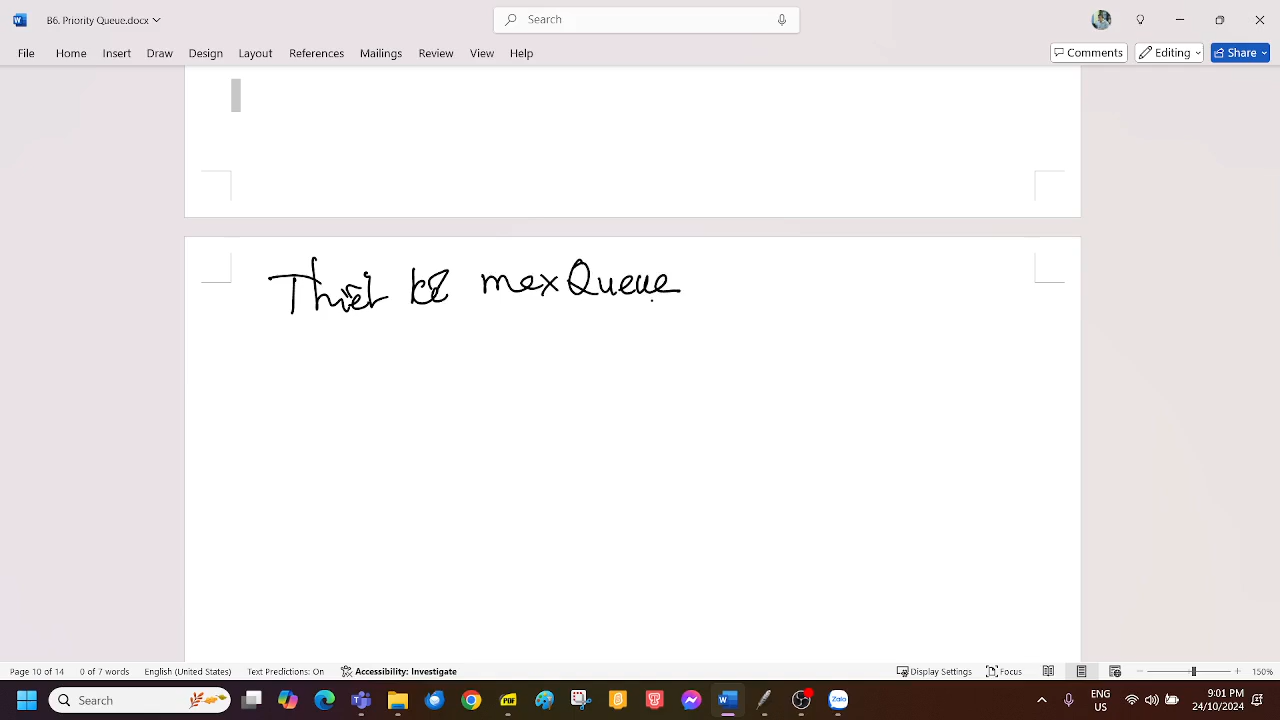 B6. Priority Queue.docx
Search
File Home Insert Draw Design Layout References Mailings Review View Help
Comments Editing Share
Thiết kế maxQueue
Page 10 of 14 0 of 7 words English (United States) Text Predictions: On Accessibility: Investigate Display Settings Focus 150%
Search PDF Zalo ENG US 9:01 PM 24/10/2024